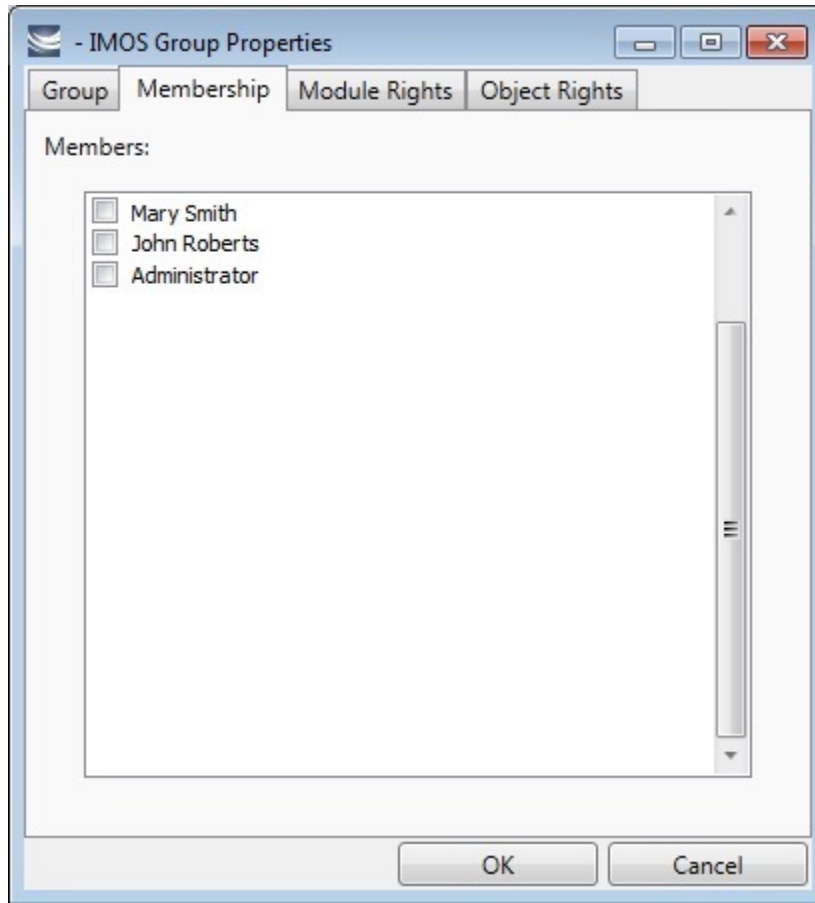 - IMOS Group Properties
Group Membership Module Rights Object Rights
Members:
Mary Smith
John Roberts
Administrator
OK Cancel